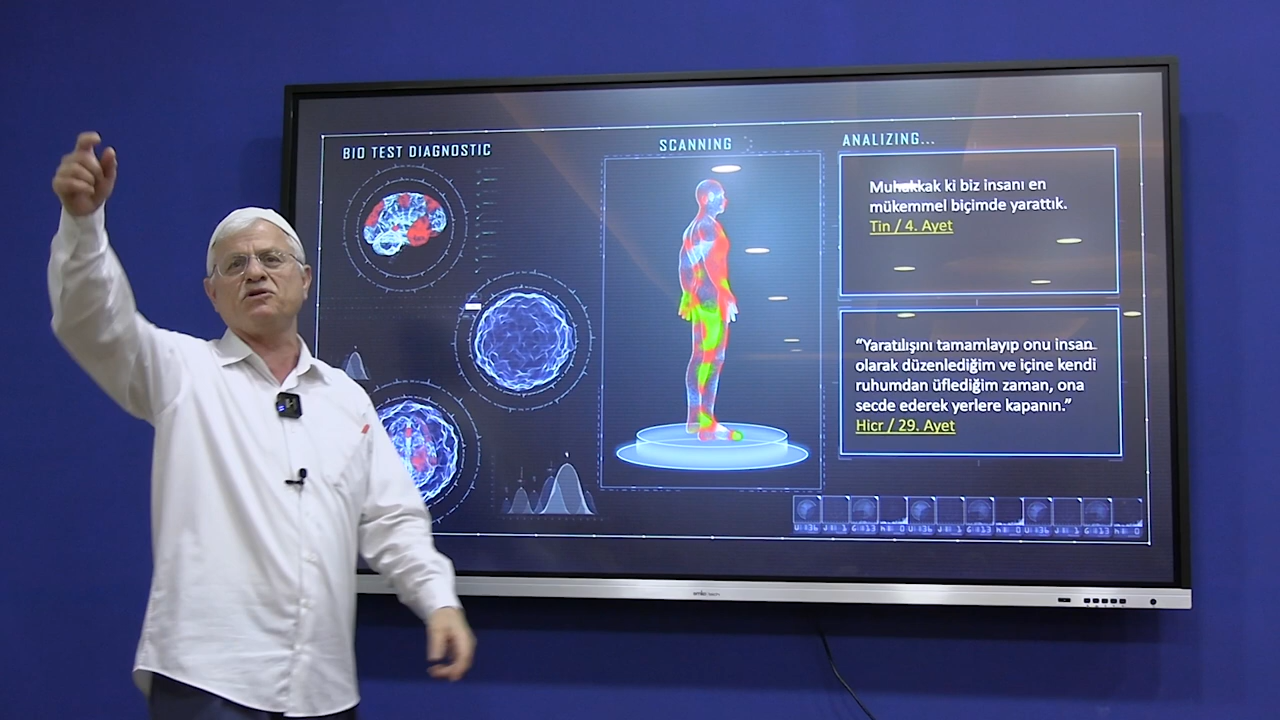 BIO TEST DIAGNOSTIC
SCANNING
ANALIZING...
Muhakkak ki biz insanı en
mükemmel biçimde yarattık.
Tin / 4. Ayet
“Yaratılışını tamamlayıp onu insan
olarak düzenlediğim ve içine kendi
ruhumdan üflediğim zaman, ona
secde ederek yerlere kapanın.”
Hicr / 29. Ayet